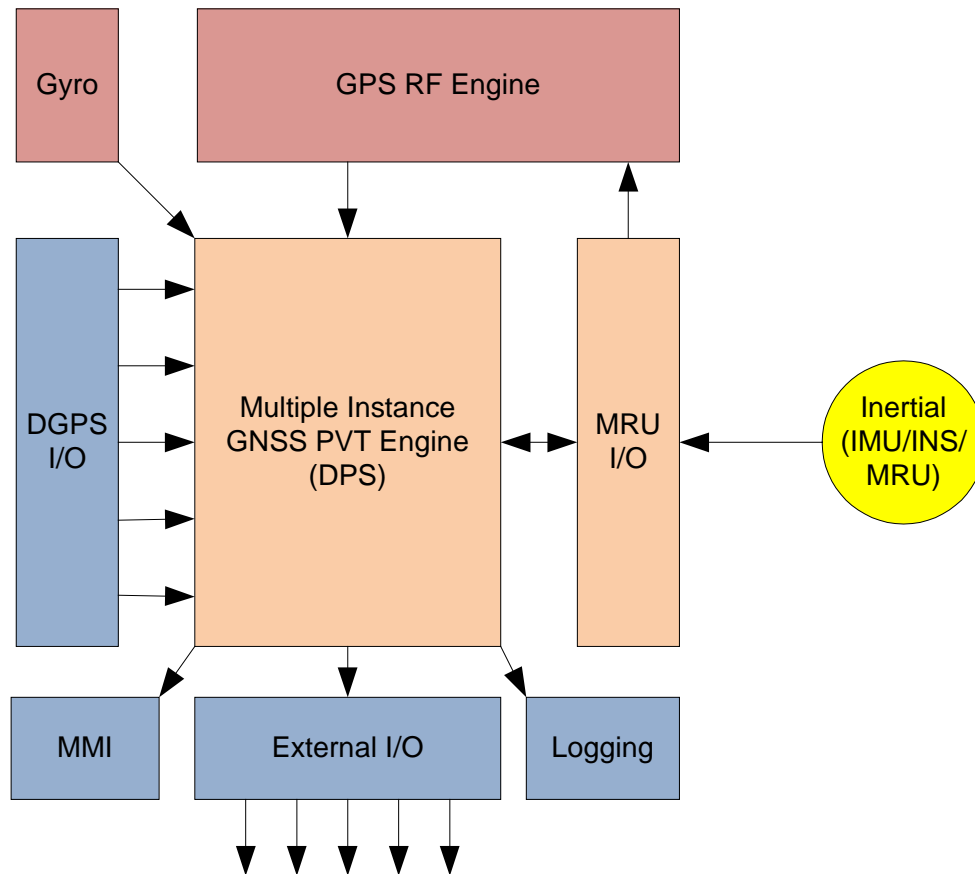 Gyro
GPS RF Engine
DGPS
I/O
Multiple Instance
GNSS PVT Engine
(DPS)
MRU
I/O
Inertial
(IMU/INS/
MRU)
MMI
External I/O
Logging